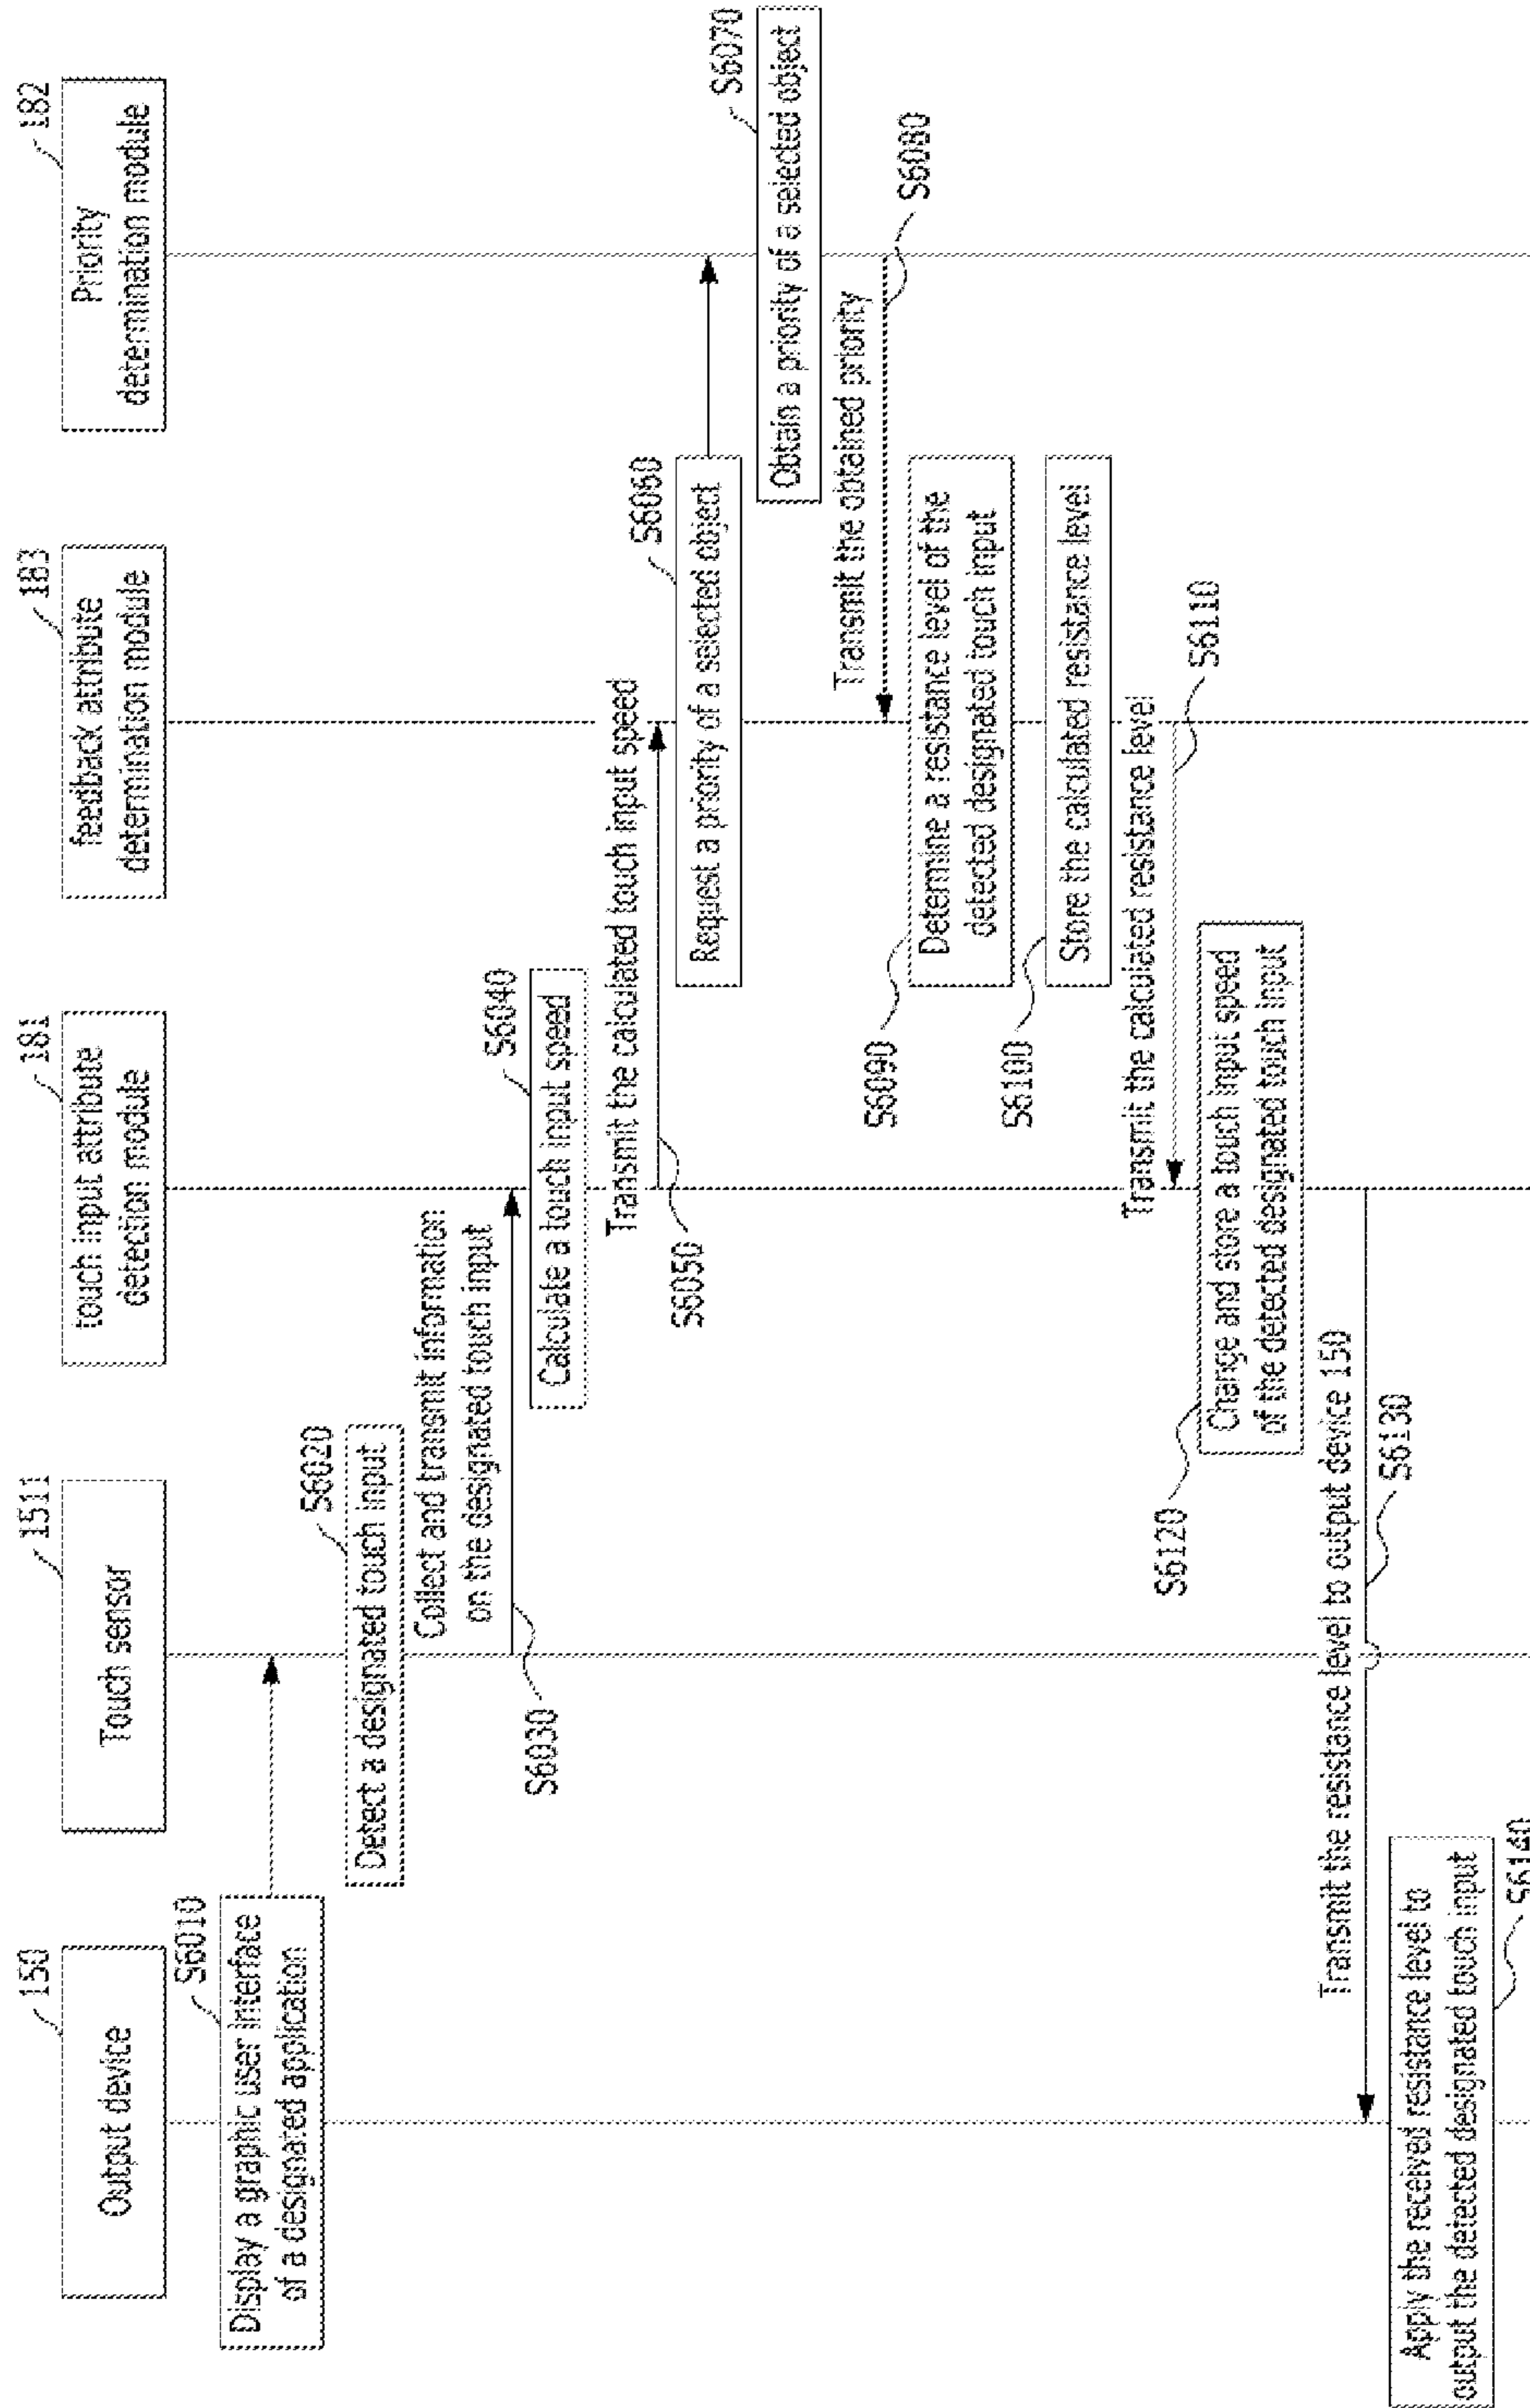 150
Output device
1511
Touch sensor
181
touch input attribute
detection module
183
feedback attribute
determination module
182
Priority
determination module
S6010
Display a graphic user interface
of a designated application
S6020
Detect a designated touch input
Collect and transmit information
on the designated touch input
S6030
S6040
Calculate a touch input speed
Transmit the calculated touch input speed
S6050
S6060
Request a priority of a selected object
S6070
Obtain a priority of a selected object
Transmit the obtained priority
S6080
S6090
Determine a resistance level of the
detected designated touch input
S6100
Store the calculated resistance level
Transmit the calculated resistance level
S6110
S6120
Change and store a touch input speed
of the detected designated touch input
Transmit the resistance level to output device 150
S6130
Apply the received resistance level to
output the detected designated touch input
S6140